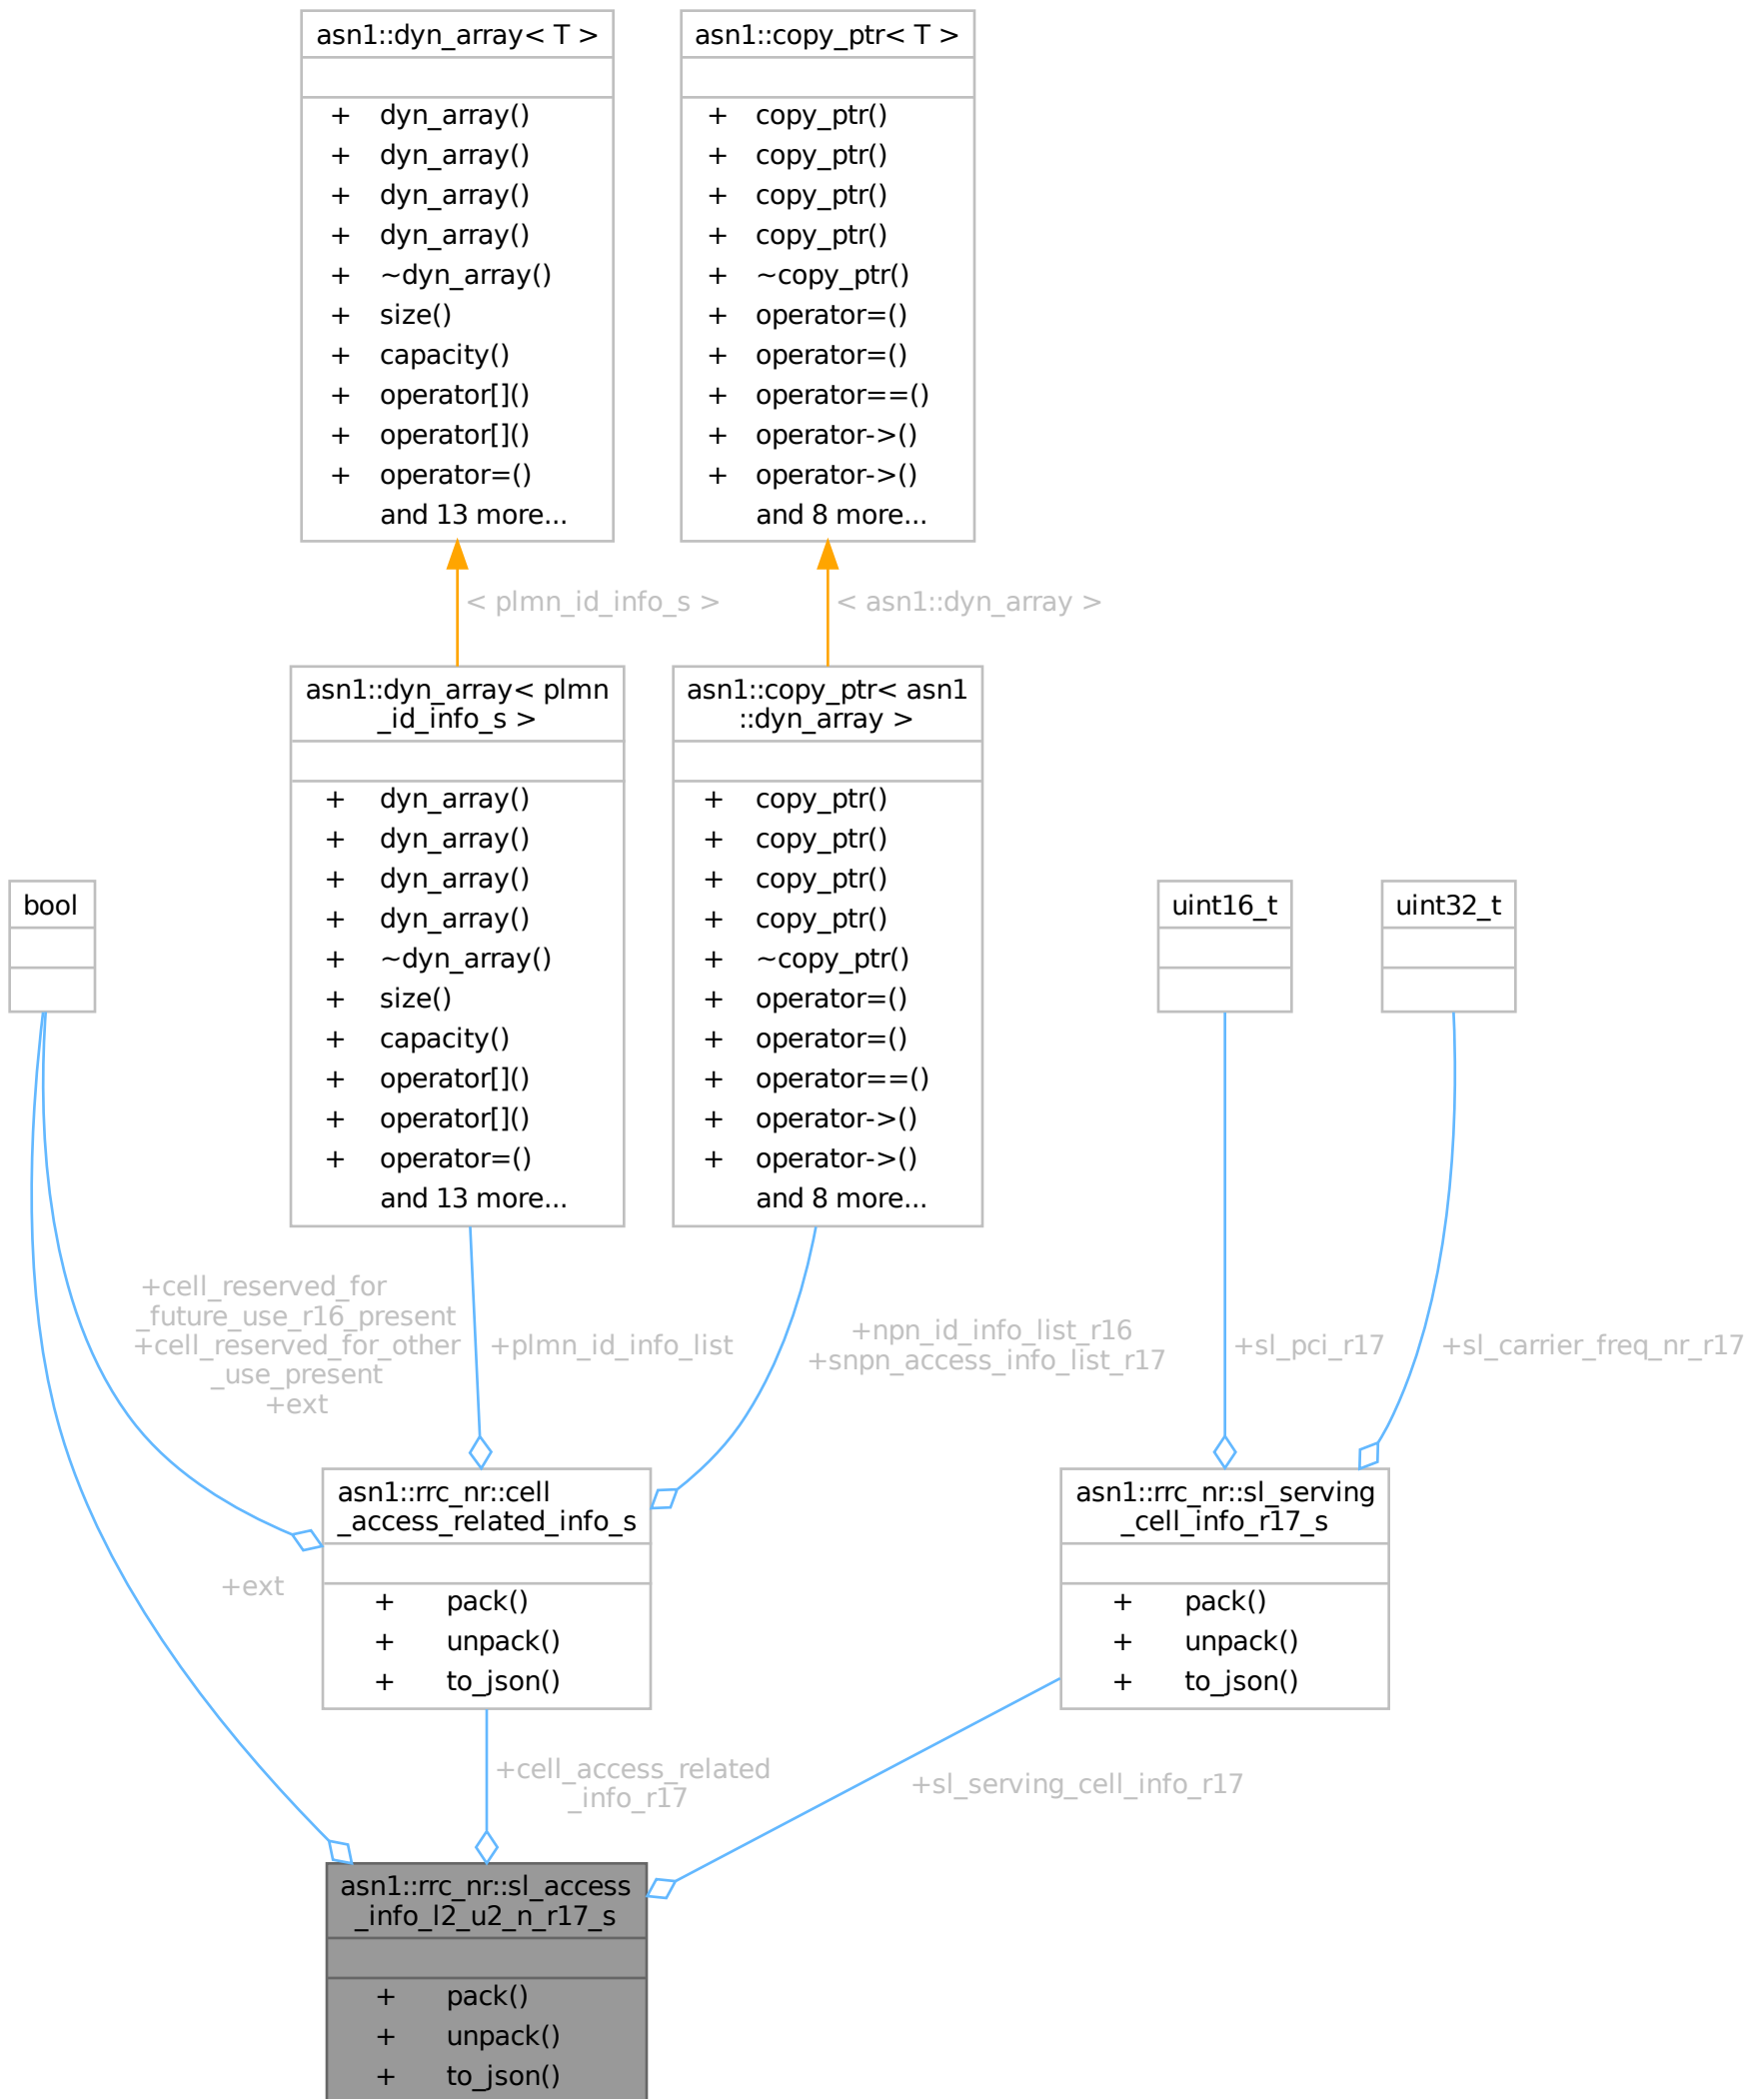 asn1::dyn_array< T >
+ dyn_array()
+ dyn_array()
+ dyn_array()
+ dyn_array()
+ ~dyn_array()
+ size()
+ capacity()
+ operator[]()
+ operator[]()
+ operator=()
and 13 more...
asn1::copy_ptr< T >
+ copy_ptr()
+ copy_ptr()
+ copy_ptr()
+ copy_ptr()
+ ~copy_ptr()
+ operator=()
+ operator=()
+ operator==()
+ operator->()
+ operator->()
and 8 more...
< plmn_id_info_s >
< asn1::dyn_array >
asn1::dyn_array< plmn
_id_info_s >
+ dyn_array()
+ dyn_array()
+ dyn_array()
+ dyn_array()
+ ~dyn_array()
+ size()
+ capacity()
+ operator[]()
+ operator[]()
+ operator=()
and 13 more...
asn1::copy_ptr< asn1
::dyn_array >
+ copy_ptr()
+ copy_ptr()
+ copy_ptr()
+ copy_ptr()
+ ~copy_ptr()
+ operator=()
+ operator=()
+ operator==()
+ operator->()
+ operator->()
and 8 more...
bool
uint16_t
uint32_t
+cell_reserved_for
_future_use_r16_present
+cell_reserved_for_other
_use_present
+ext
+plmn_id_info_list
+npn_id_info_list_r16
+snpn_access_info_list_r17
+sl_pci_r17
+sl_carrier_freq_nr_r17
+ext
asn1::rrc_nr::cell
_access_related_info_s
+ pack()
+ unpack()
+ to_json()
asn1::rrc_nr::sl_serving
_cell_info_r17_s
+ pack()
+ unpack()
+ to_json()
+cell_access_related
_info_r17
+sl_serving_cell_info_r17
asn1::rrc_nr::sl_access
_info_l2_u2_n_r17_s
+ pack()
+ unpack()
+ to_json()